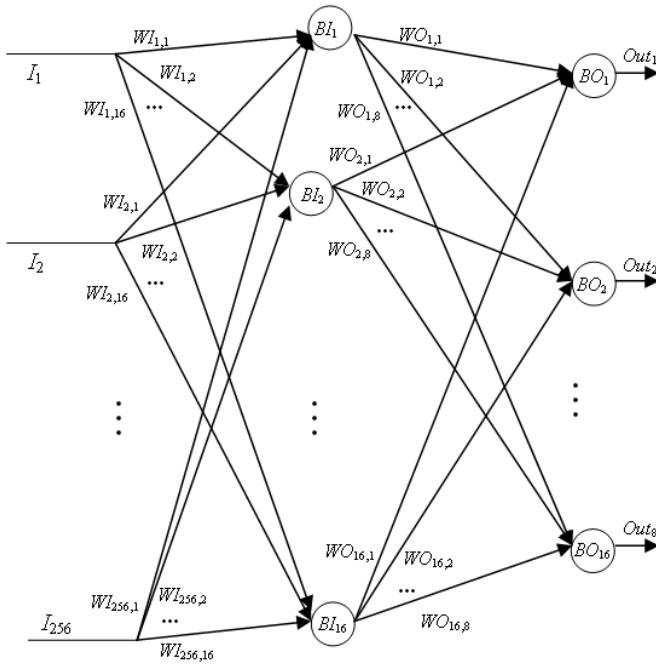 WI1,1
BI1
WO1,1
Out1
I1
WI1,2
WO1,2
BO1
WI1,16
...
WO1,8
...
WO2,1
WI2,1
BI2
WO2,2
I2
WI2,2
WO2,8
...
Out2
WI2,16
...
BO2
WO16,1
WO16,2
Out8
BO16
WI256,1
WI256,2
...
I256
...
BI16
WO16,8
WI256,16